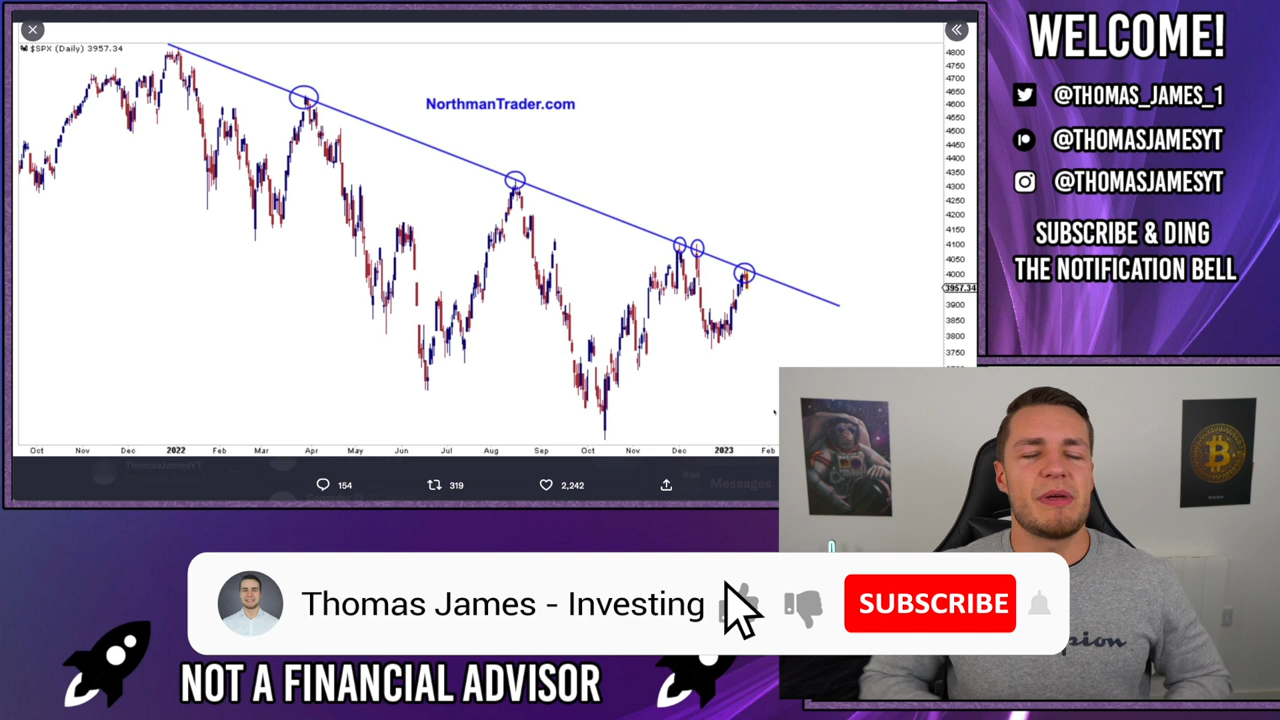 $SPX (Daily) 3957.34
NorthmanTrader.com
4800
4750
4700
4650
4600
4550
4500
4450
4400
4350
4300
4250
4200
4150
4100
4050
4000
3957.34
3900
3850
3800
3750
Oct Nov Dec 2022 Feb Mar Apr May Jun Jul Aug Sep Oct Nov Dec 2023 Feb
ThomasJamesYT
154 319 2,242
Messages
WELCOME!
@THOMAS_JAMES_1
@THOMASJAMESYT
@THOMASJAMESYT
SUBSCRIBE & DING
THE NOTIFICATION BELL
Thomas James - Investing
SUBSCRIBE
NOT A FINANCIAL ADVISOR